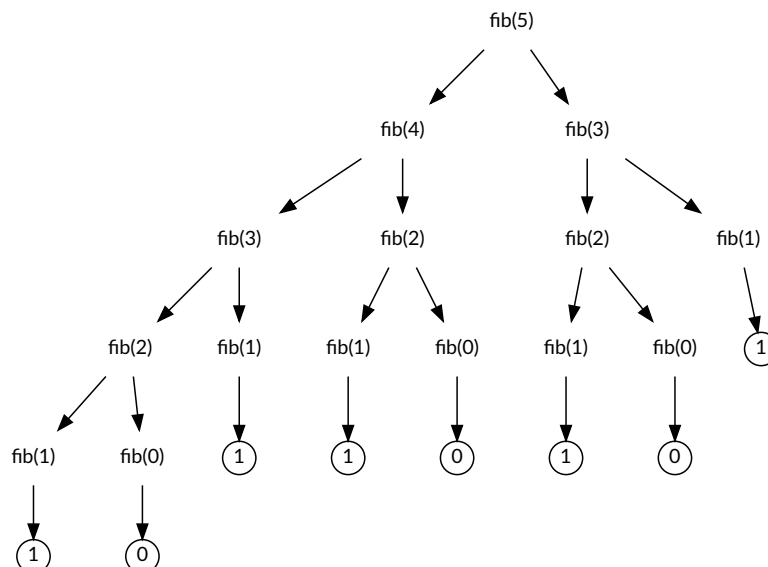 fib(5)
fib(4) fib(3)
fib(3) fib(2) fib(2) fib(1)
fib(2) fib(1) fib(1) fib(0) fib(1) fib(0) 1
fib(1) fib(0) 1 1 0 1 0
1 0